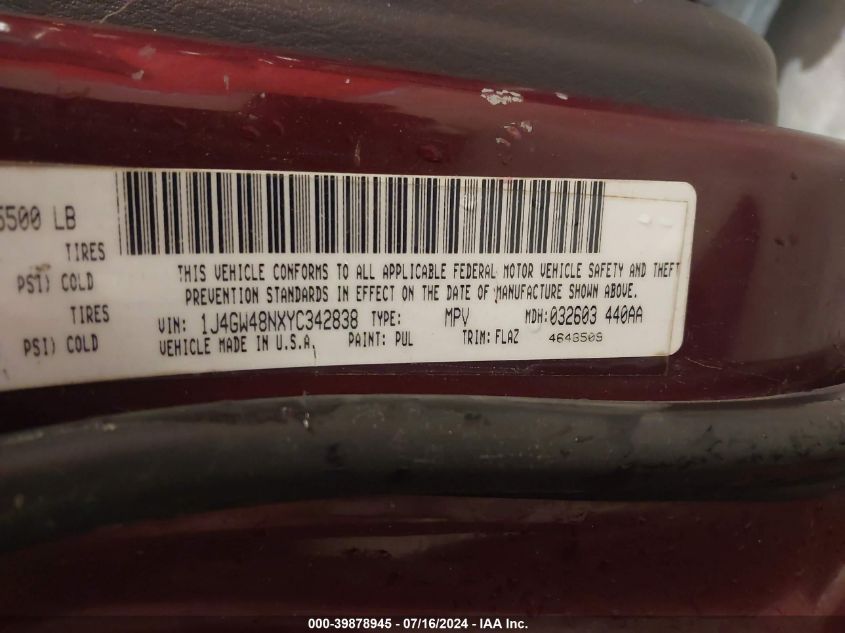 5500 LB
TIRES
PSI) COLD
TIRES
PSI) COLD
THIS VEHICLE CONFORMS TO ALL APPLICABLE FEDERAL MOTOR VEHICLE SAFETY AND THEFT
PREVENTION STANDARDS IN EFFECT ON THE DATE OF MANUFACTURE SHOWN ABOVE.
VIN: 1J4GW48NXYC342838 TYPE: MPV MDH: 032603 440AA
VEHICLE MADE IN U.S.A. PAINT: PUL TRIM: FLAZ 4648509
000-39878945 - 07/16/2024 - IAA Inc.